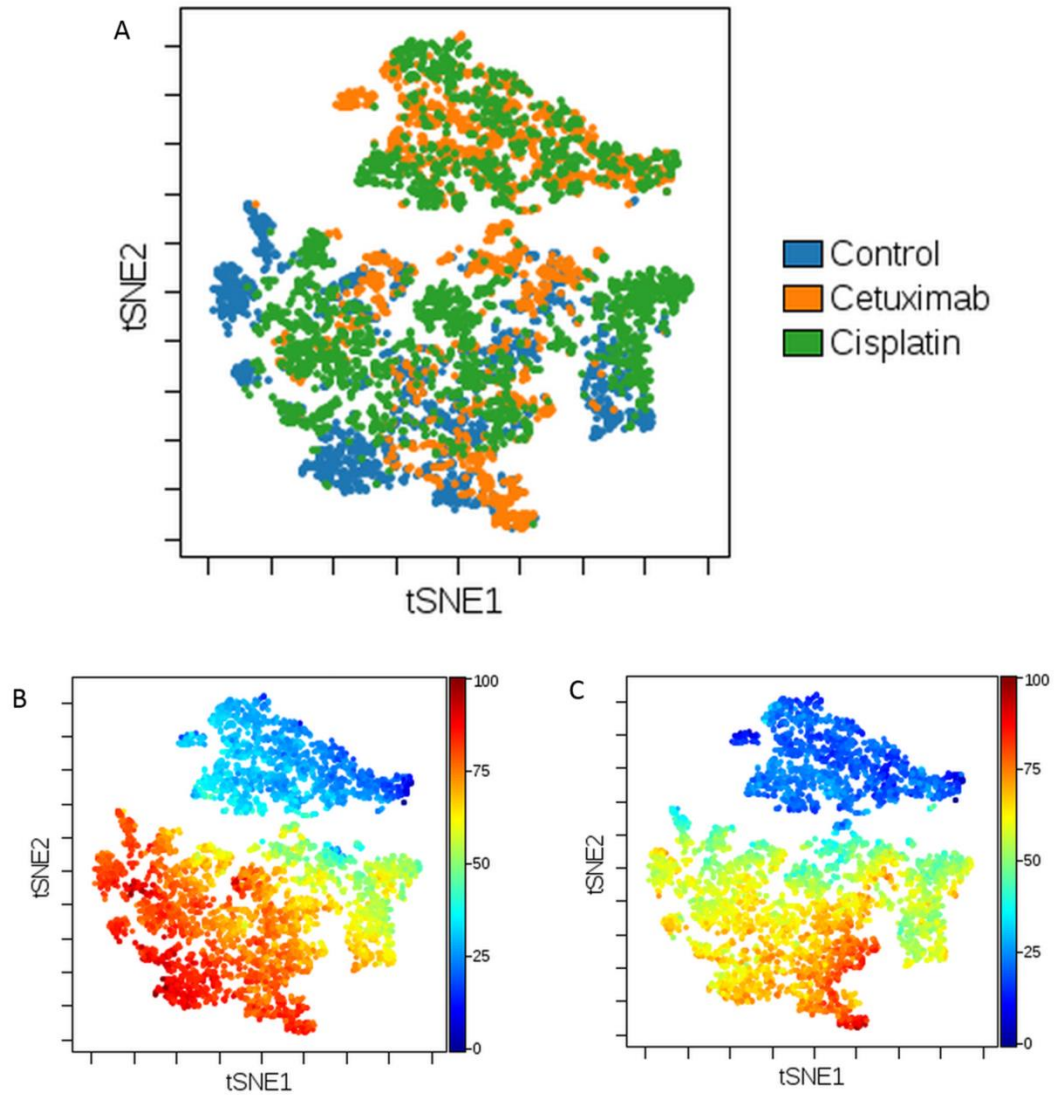 A
tSNE2
tSNE1
Control
Cetuximab
Cisplatin
B
tSNE2
tSNE1
100
75
50
25
0
C
tSNE2
tSNE1
100
75
50
25
0